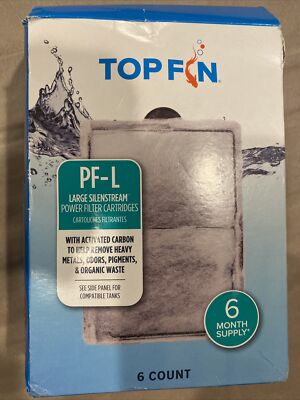 TOP FIN
PF-L
LARGE SILENSTREAM™
POWER FILTER CARTRIDGES
CARTOUCHES FILTRANTES
WITH ACTIVATED CARBON
TO HELP REMOVE HEAVY
METALS, ODORS, PIGMENTS,
& ORGANIC WASTE
SEE SIDE PANEL FOR
COMPATIBLE TANKS
6
MONTH
SUPPLY*
6 COUNT